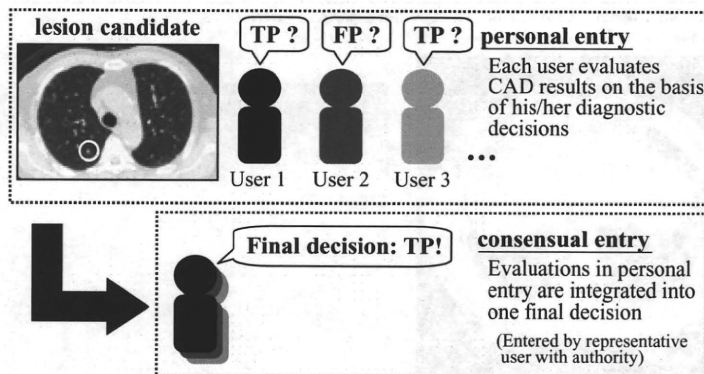 lesion candidate
TP ?
FP ?
TP ?
personal entry
Each user evaluates
CAD results on the basis
of his/her diagnostic
decisions
...
User 1
User 2
User 3
Final decision: TP!
consensual entry
Evaluations in personal
entry are integrated into
one final decision
(Entered by representative
user with authority)